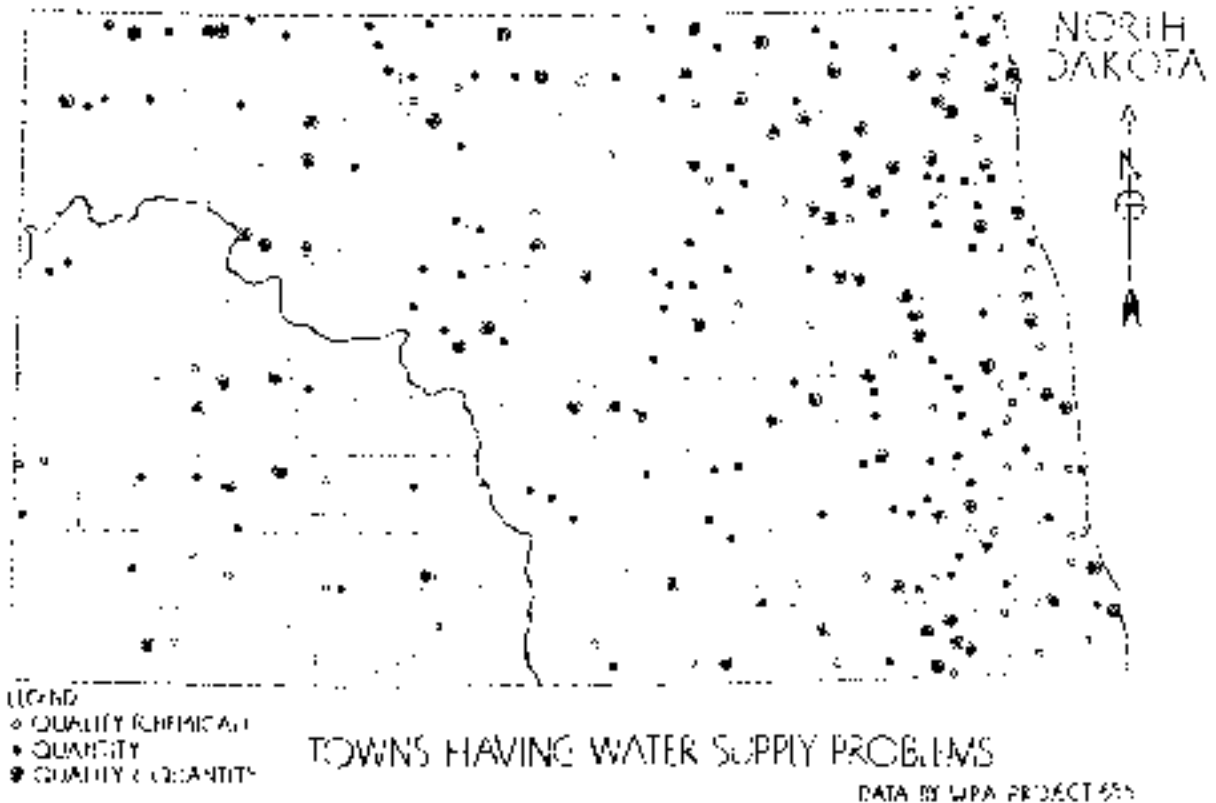 NORTH
DAKOTA
N
LEGEND
QUALITY (CHEMICAL)
QUANTITY
QUALITY & QUANTITY
TOWNS HAVING WATER SUPPLY PROBLEMS
DATA BY WPA PROJECT